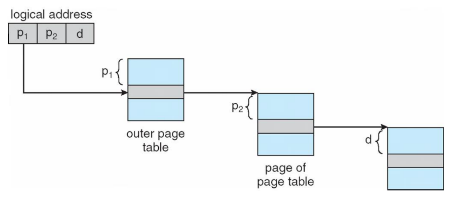 logical address
p₁ p₂ d
p₁
outer page
table
p₂
page of
page table
d